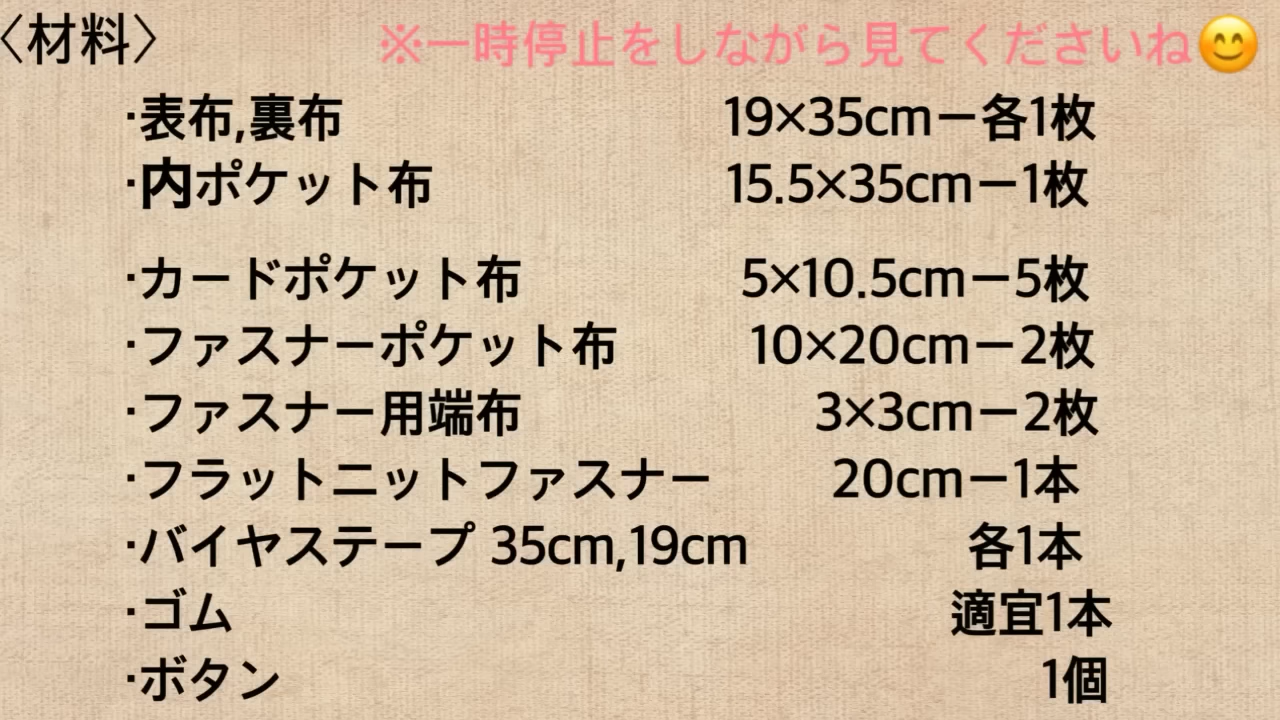 〈材料〉
※一時停止をしながら見てくださいね😊
·表布,裏布 19×35cmー各1枚
·内ポケット布 15.5×35cmー1枚
·カードポケット布 5×10.5cmー5枚
·ファスナーポケット布 10×20cmー2枚
·ファスナー用端布 3×3cmー2枚
·フラットニットファスナー 20cmー1本
·バイヤステープ 35cm,19cm 各1本
·ゴム 適宜1本
·ボタン 1個